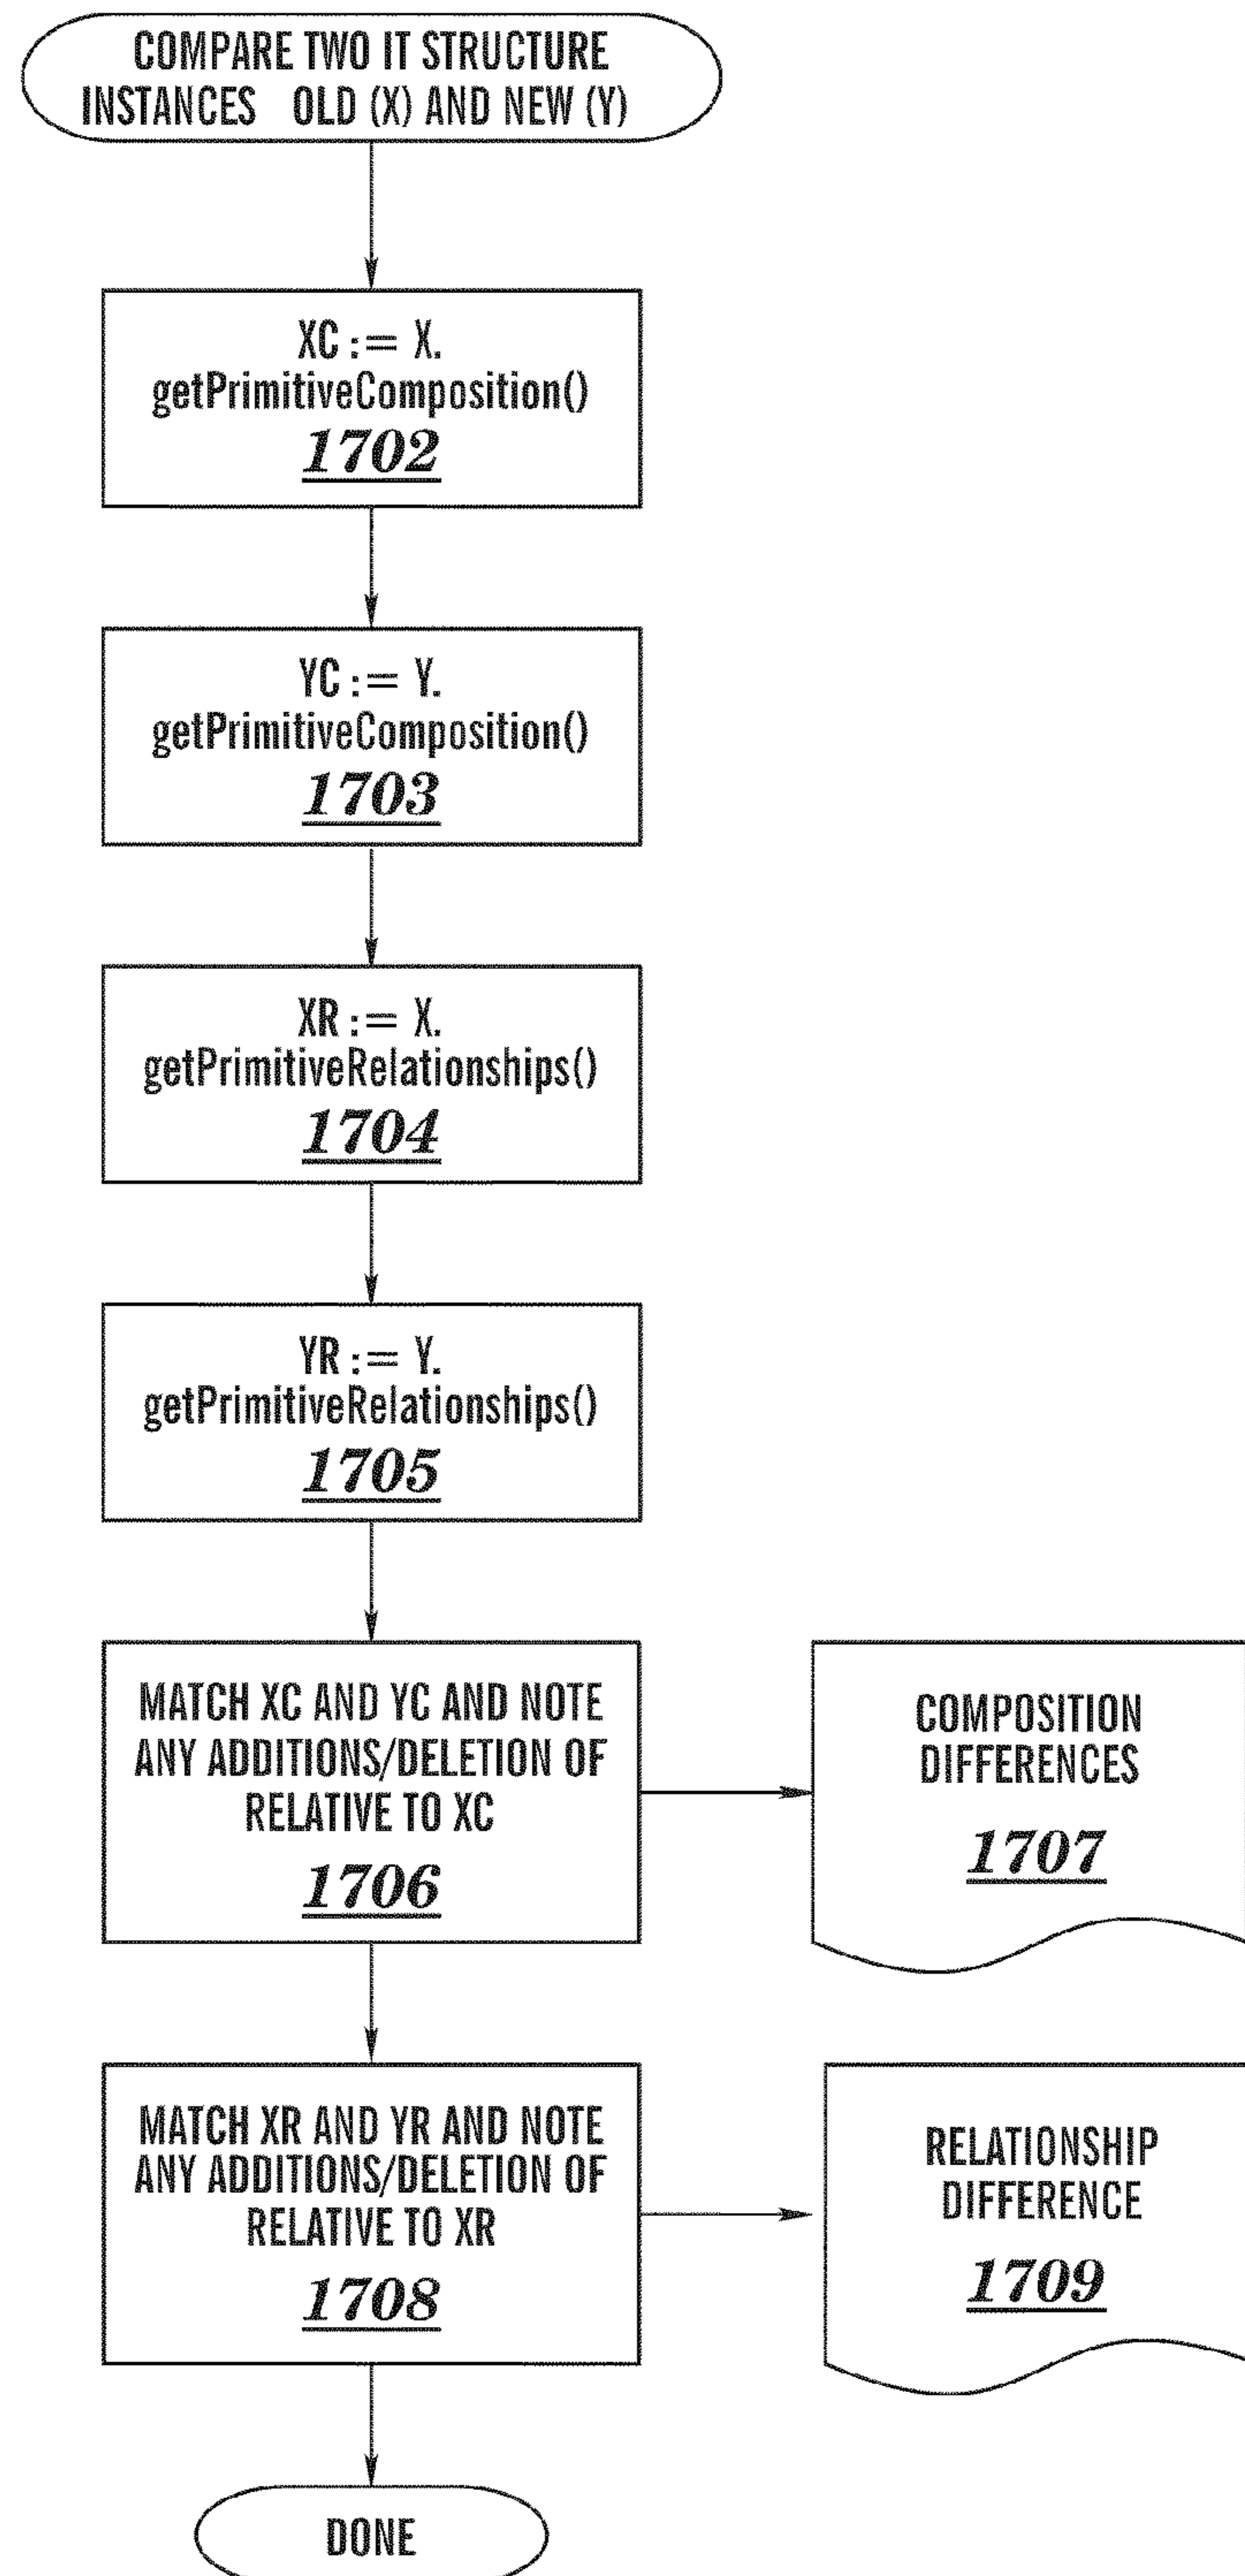 COMPARE TWO IT STRUCTURE
INSTANCES OLD (X) AND NEW (Y)
XC := X.
getPrimitiveComposition()
1702
YC := Y.
getPrimitiveComposition()
1703
XR := X.
getPrimitiveRelationships()
1704
YR := Y.
getPrimitiveRelationships()
1705
MATCH XC AND YC AND NOTE
ANY ADDITIONS/DELETION OF
RELATIVE TO XC
1706
COMPOSITION
DIFFERENCES
1707
MATCH XR AND YR AND NOTE
ANY ADDITIONS/DELETION OF
RELATIVE TO XR
1708
RELATIONSHIP
DIFFERENCE
1709
DONE